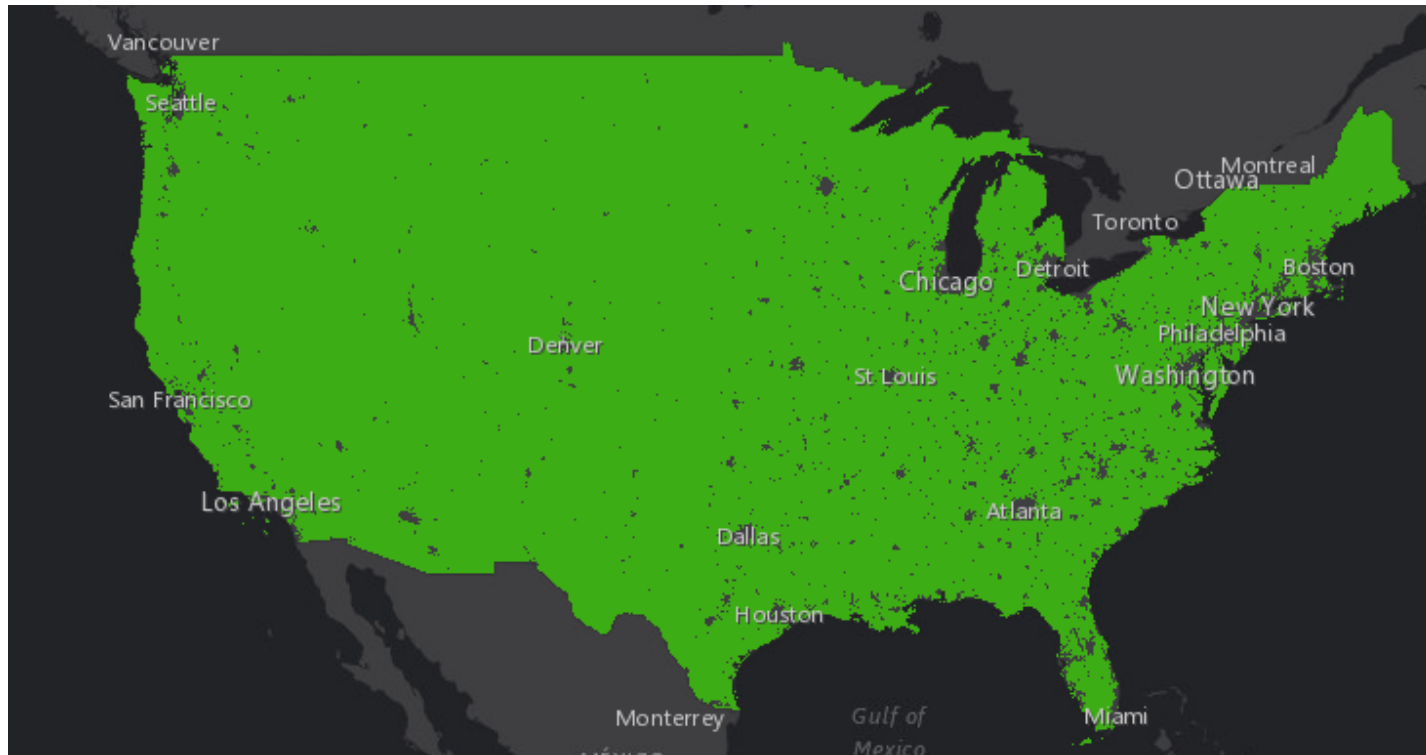 Vancouver
Seattle
Montreal
Ottawa
Toronto
Boston
Detroit
Chicago
New York
Philadelphia
Denver
St Louis
Washington
San Francisco
Los Angeles
Atlanta
Dallas
Houston
Monterrey
Gulf of
Mexico
Miami
MÉXICO